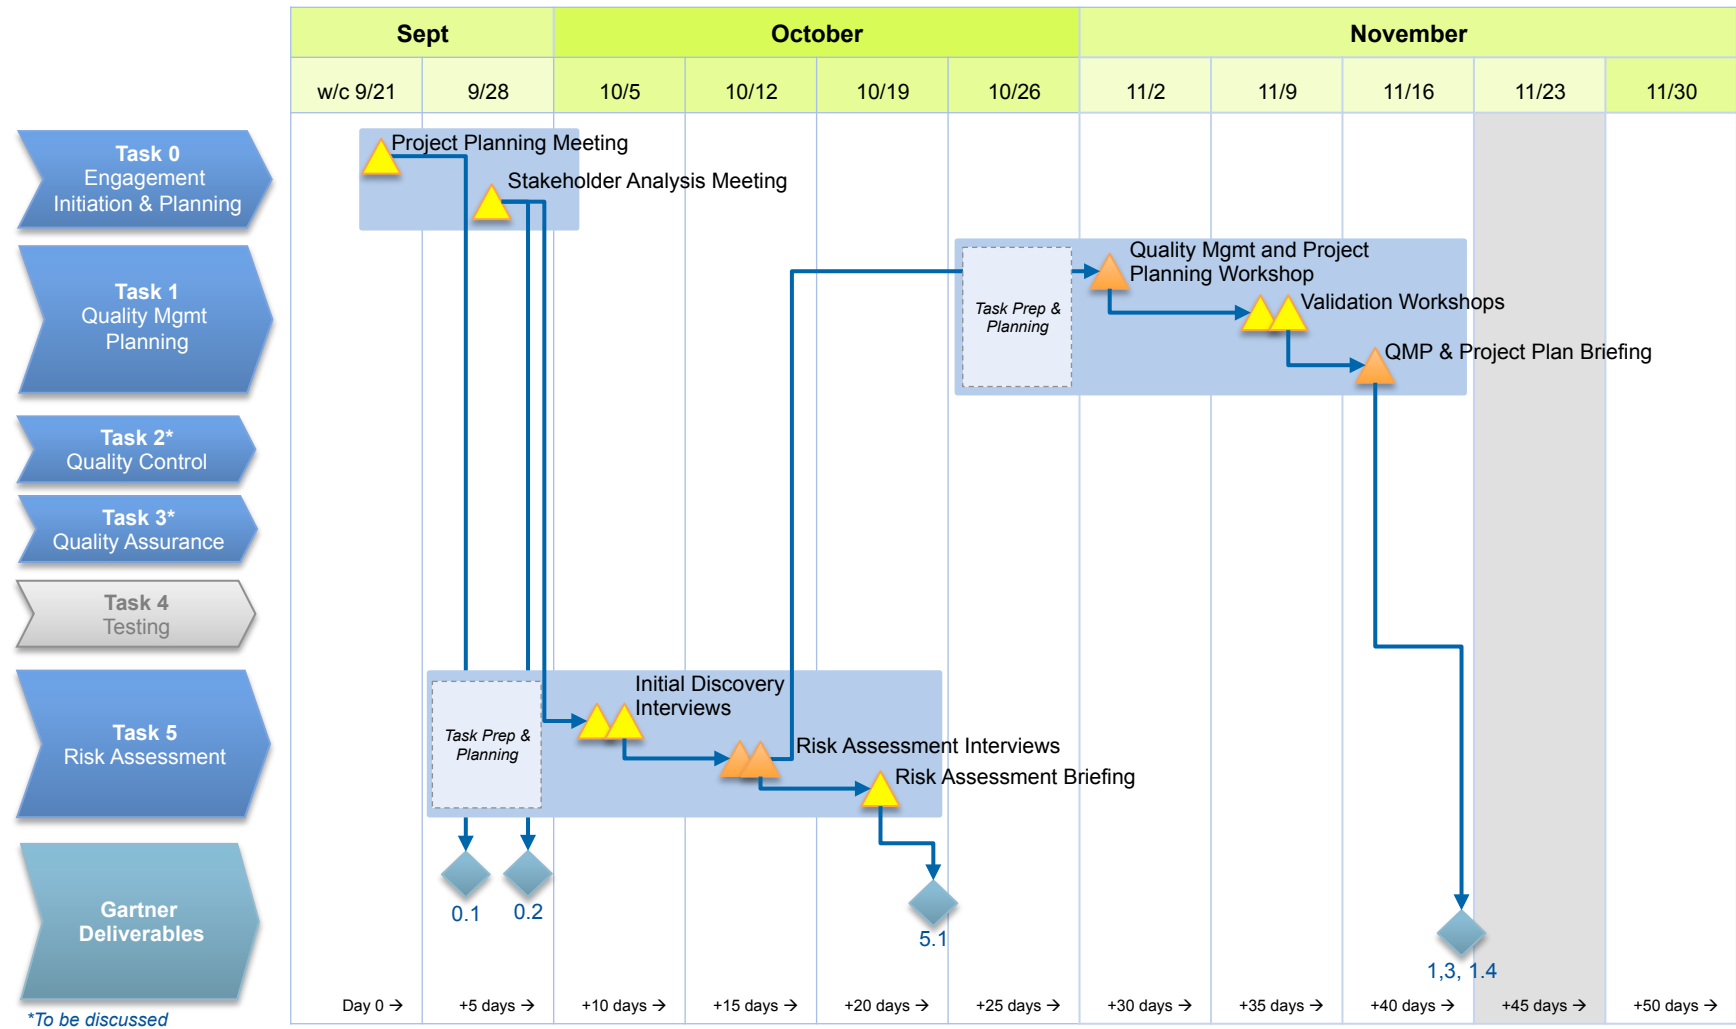 Sept
October
November
w/c 9/21
9/28
10/5
10/12
10/19
10/26
11/2
11/9
11/16
11/23
11/30
Task 0
Engagement
Initiation & Planning
Project Planning Meeting
Stakeholder Analysis Meeting
Task 1
Quality Mgmt
Planning
Task Prep &
Planning
Quality Mgmt and Project
Planning Workshop
Validation Workshops
QMP & Project Plan Briefing
Task 2*
Quality Control
Task 3*
Quality Assurance
Task 4
Testing
Task 5
Risk Assessment
Task Prep &
Planning
Initial Discovery
Interviews
Risk Assessment Interviews
Risk Assessment Briefing
Gartner
Deliverables
0.1
0.2
5.1
1,3, 1.4
Day 0 →
+5 days →
+10 days →
+15 days →
+20 days →
+25 days →
+30 days →
+35 days →
+40 days →
+45 days →
+50 days →
*To be discussed